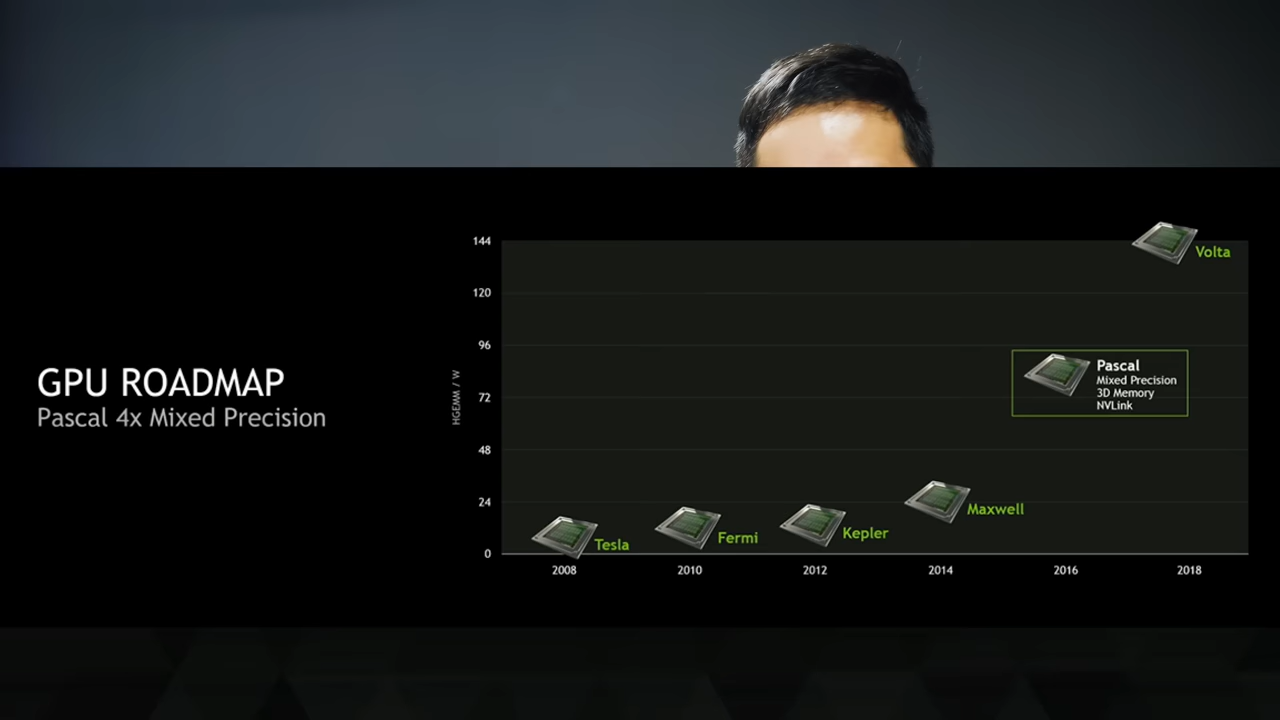 GPU ROADMAP
Pascal 4x Mixed Precision
HGEMM / W
144
120
96
72
48
24
0
2008
2010
2012
2014
2016
2018
Tesla
Fermi
Kepler
Maxwell
Pascal
Mixed Precision
3D Memory
NVLink
Volta